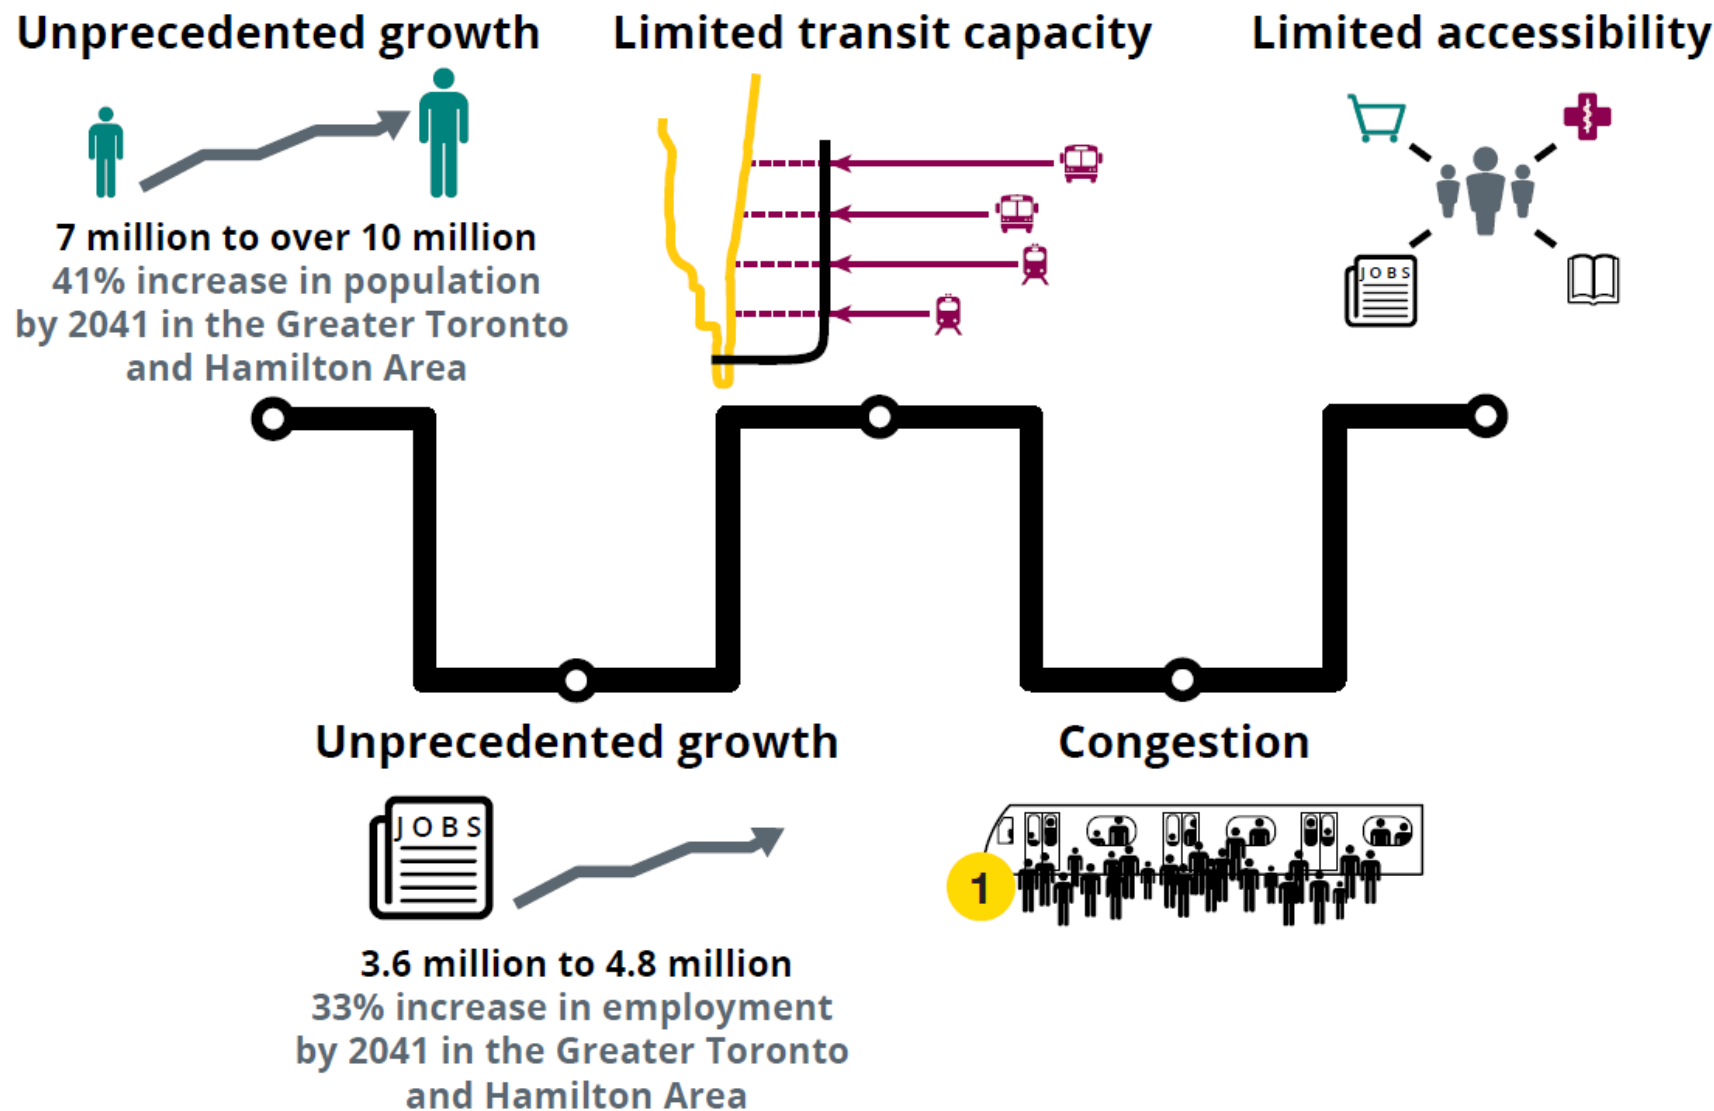 Unprecedented growth
7 million to over 10 million
41% increase in population
by 2041 in the Greater Toronto
and Hamilton Area
Limited transit capacity
Limited accessibility
JOBS
Unprecedented growth
JOBS
3.6 million to 4.8 million
33% increase in employment
by 2041 in the Greater Toronto
and Hamilton Area
Congestion
1